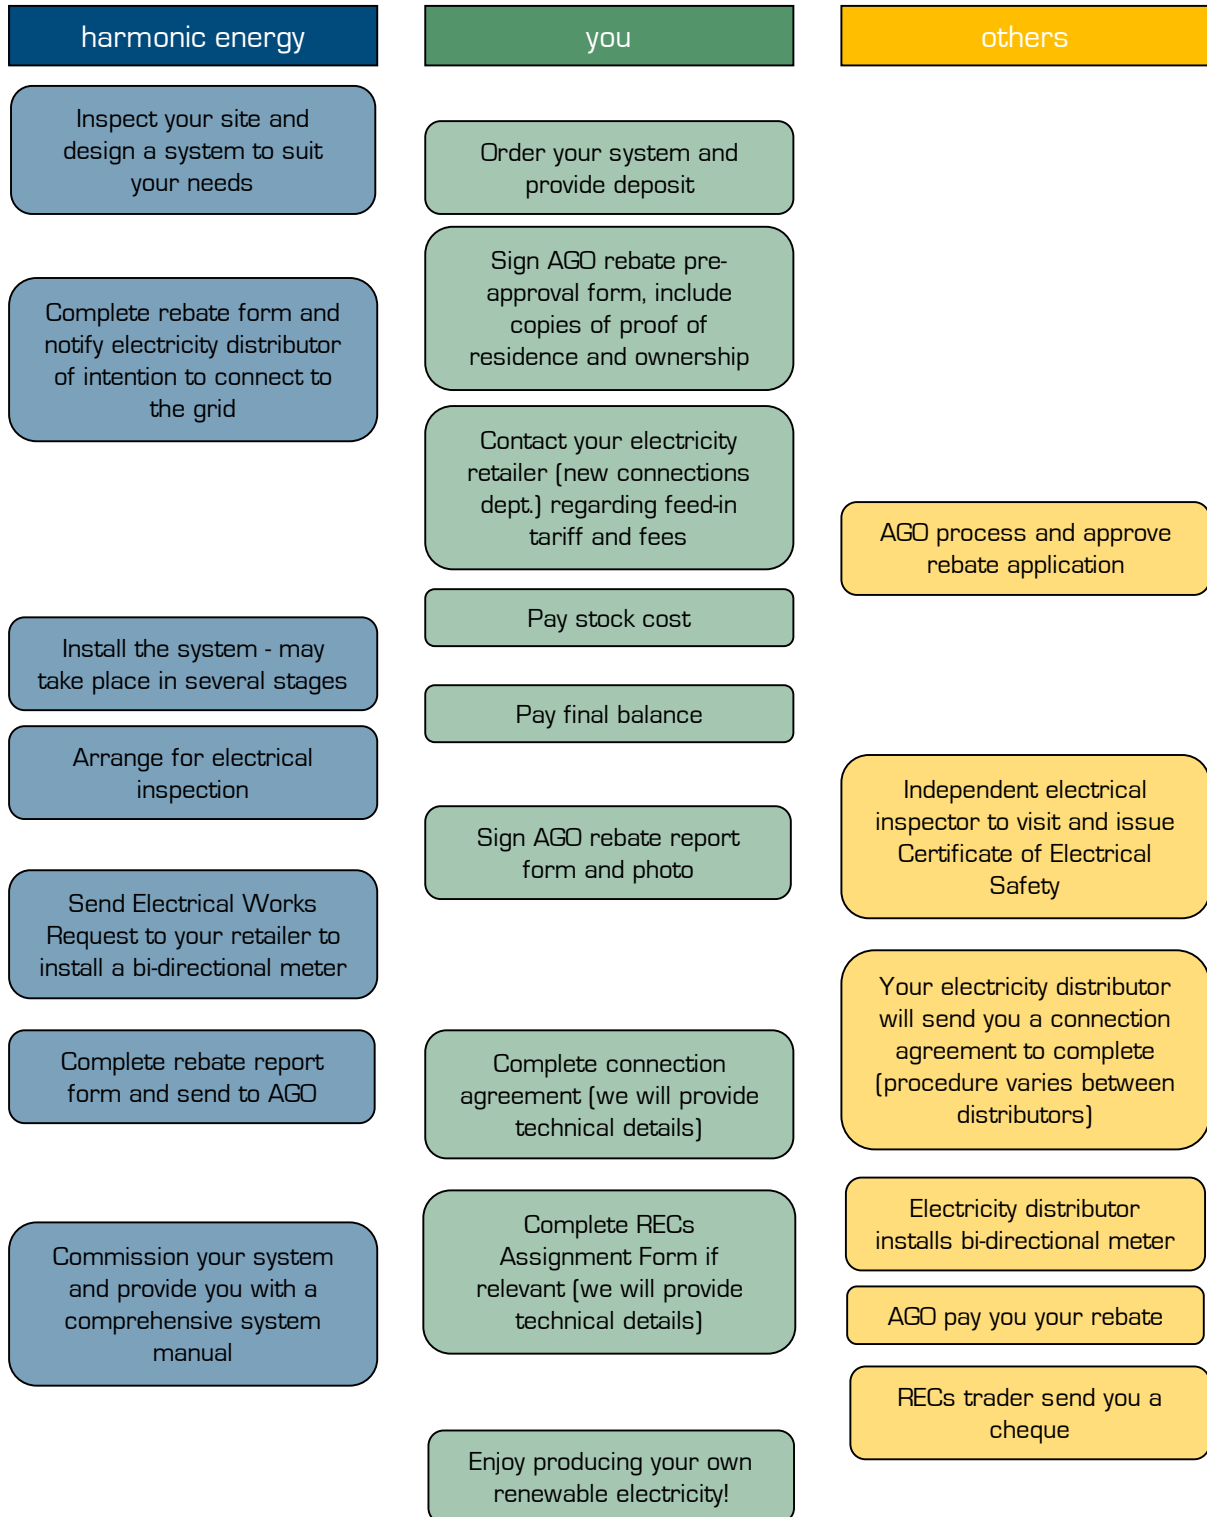 harmonic energy
you
others
Inspect your site and
design a system to suit
your needs
Order your system and
provide deposit
Sign AGO rebate pre-
approval form, include
copies of proof of
residence and ownership
Complete rebate form and
notify electricity distributor
of intention to connect to
the grid
Contact your electricity
retailer (new connections
dept.) regarding feed-in
tariff and fees
AGO process and approve
rebate application
Pay stock cost
Install the system - may
take place in several stages
Pay final balance
Arrange for electrical
inspection
Independent electrical
inspector to visit and issue
Certificate of Electrical
Safety
Sign AGO rebate report
form and photo
Send Electrical Works
Request to your retailer to
install a bi-directional meter
Your electricity distributor
will send you a connection
agreement to complete
(procedure varies between
distributors)
Complete rebate report
form and send to AGO
Complete connection
agreement (we will provide
technical details)
Electricity distributor
installs bi-directional meter
Complete RECs
Assignment Form if
relevant (we will provide
technical details)
Commission your system
and provide you with a
comprehensive system
manual
AGO pay you your rebate
RECs trader send you a
cheque
Enjoy producing your own
renewable electricity!